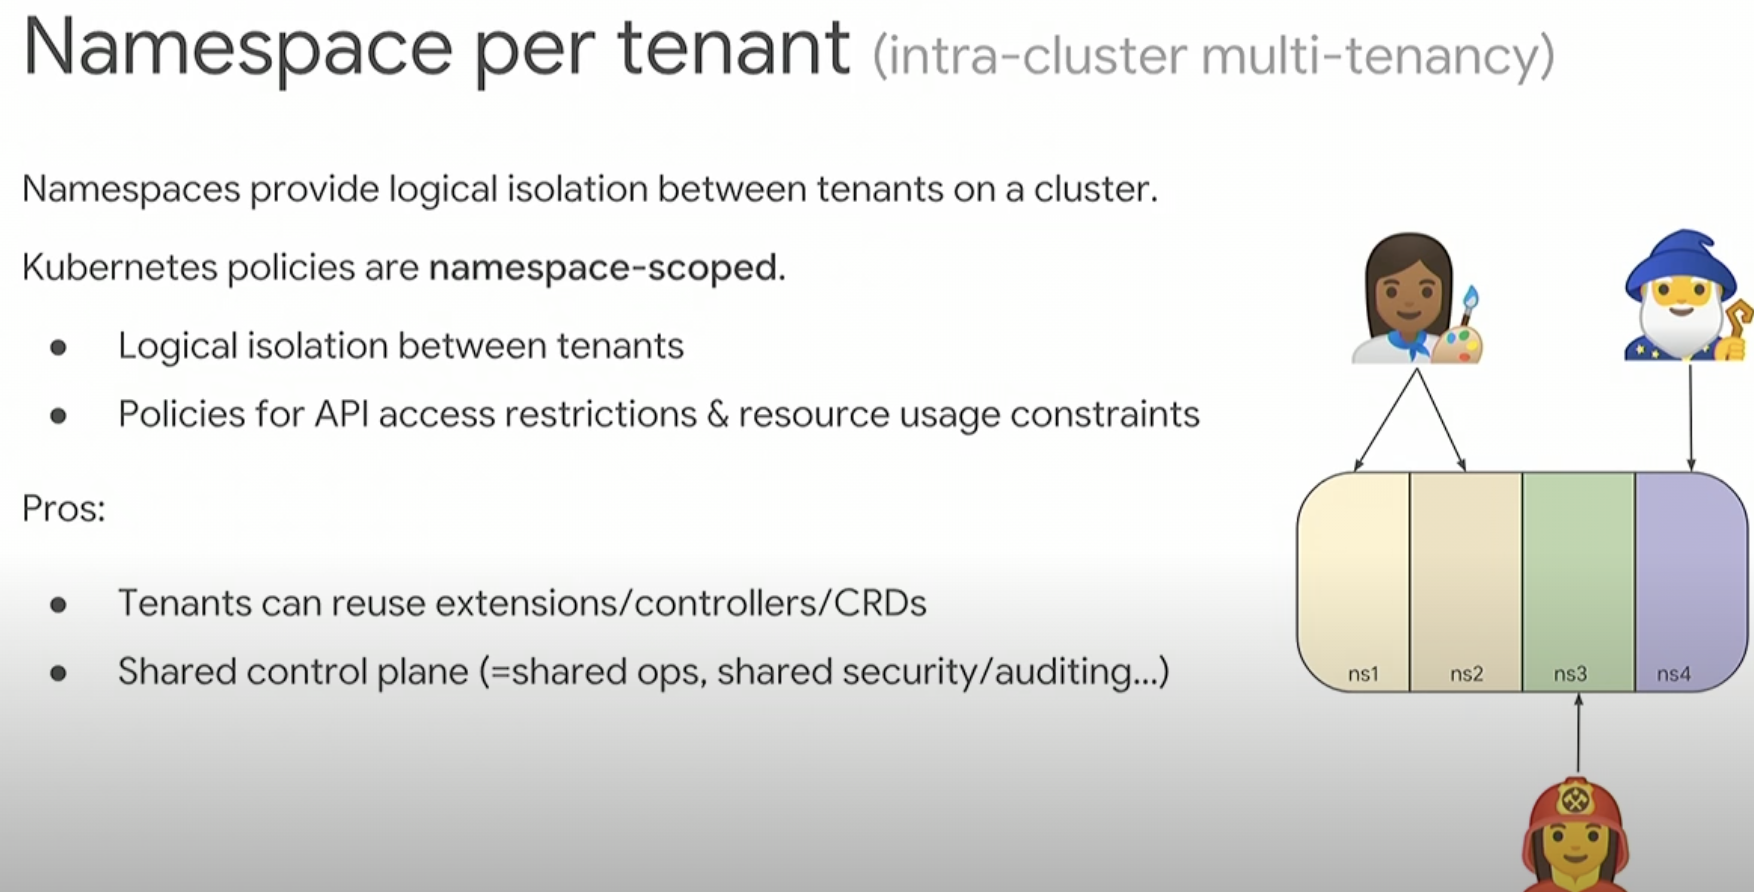 Namespace per tenant (intra-cluster multi-tenancy)
Namespaces provide logical isolation between tenants on a cluster.
Kubernetes policies are namespace-scoped.
● Logical isolation between tenants
● Policies for API access restrictions & resource usage constraints
Pros:
● Tenants can reuse extensions/controllers/CRDs
● Shared control plane (=shared ops, shared security/auditing...)
ns1 ns2 ns3 ns4